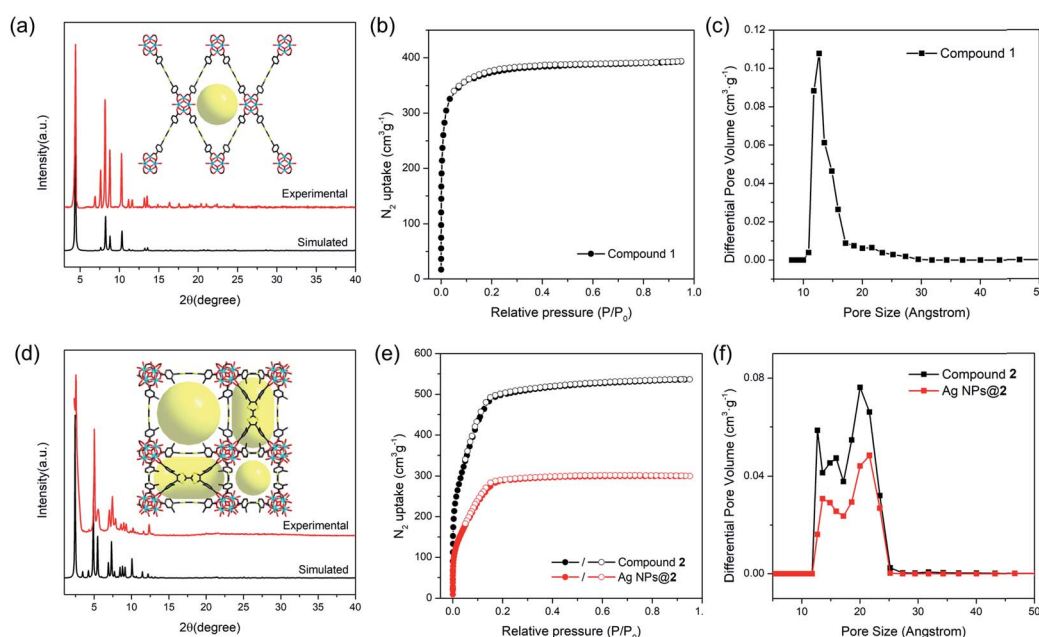 (a)
Intensity(a.u.)
Experimental
Simulated
5 10 15 20 25 30 35 40
2θ(degree)
(b)
N₂ uptake (cm³g⁻¹)
400
300
200
100
0
Compound 1
0.0 0.2 0.4 0.6 0.8 1.0
Relative pressure (P/P₀)
(c)
Differential Pore Volume (cm³·g⁻¹)
0.12
0.10
0.08
0.06
0.04
0.02
0.00
Compound 1
10 20 30 40 50
Pore Size (Angstrom)
(d)
Intensity(a.u.)
Experimental
Simulated
5 10 15 20 25 30 35 40
2θ(degree)
(e)
N₂ uptake (cm³g⁻¹)
600
500
400
300
200
100
0
/ Compound 2
/ Ag NPs@2
0.0 0.2 0.4 0.6 0.8 1.0
Relative pressure (P/P₀)
(f)
Differential Pore Volume (cm³·g⁻¹)
0.08
0.04
0.00
Compound 2
Ag NPs@2
10 20 30 40 50
Pore Size (Angstrom)